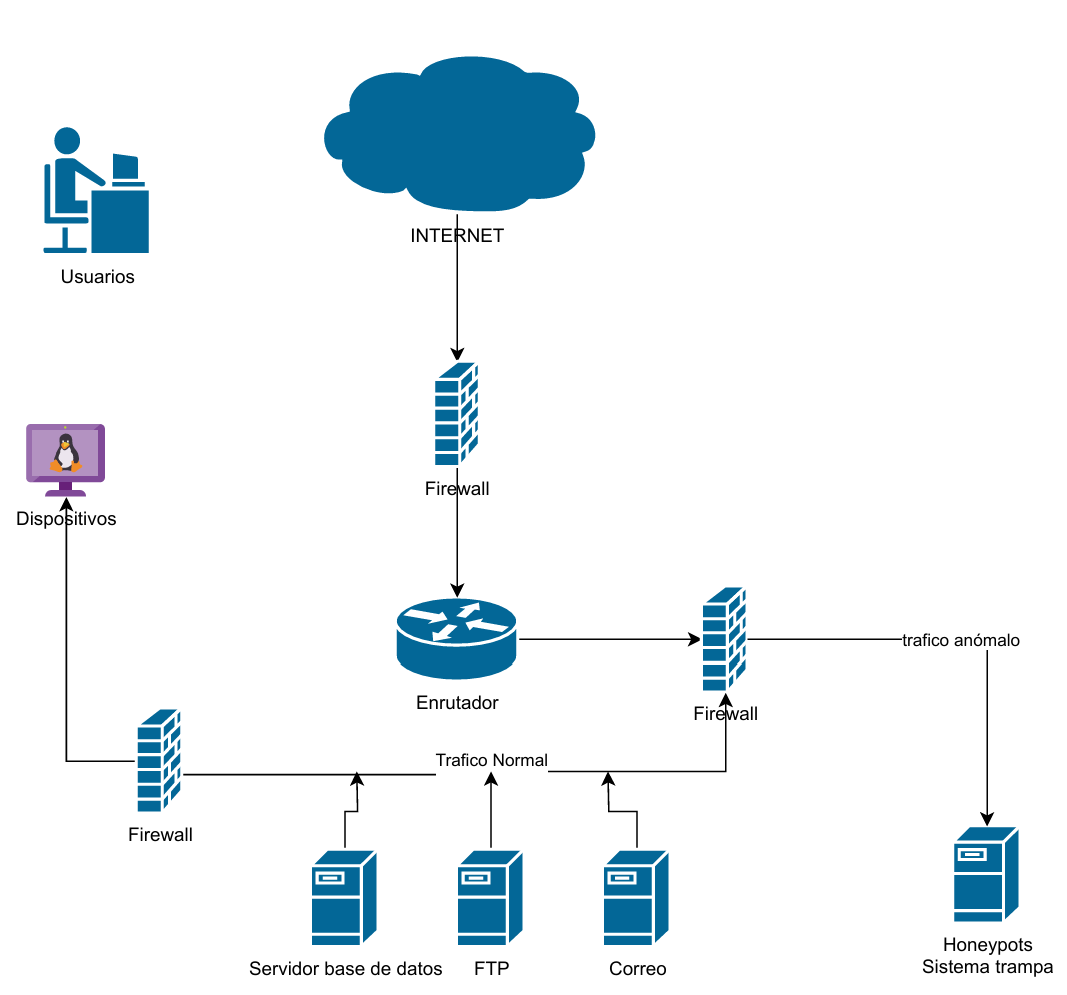 INTERNET
Usuarios
Firewall
Dispositivos
trafico anómalo
Enrutador
Firewall
Trafico Normal
Firewall
Honeypots
Sistema trampa
Servidor base de datos
FTP
Correo